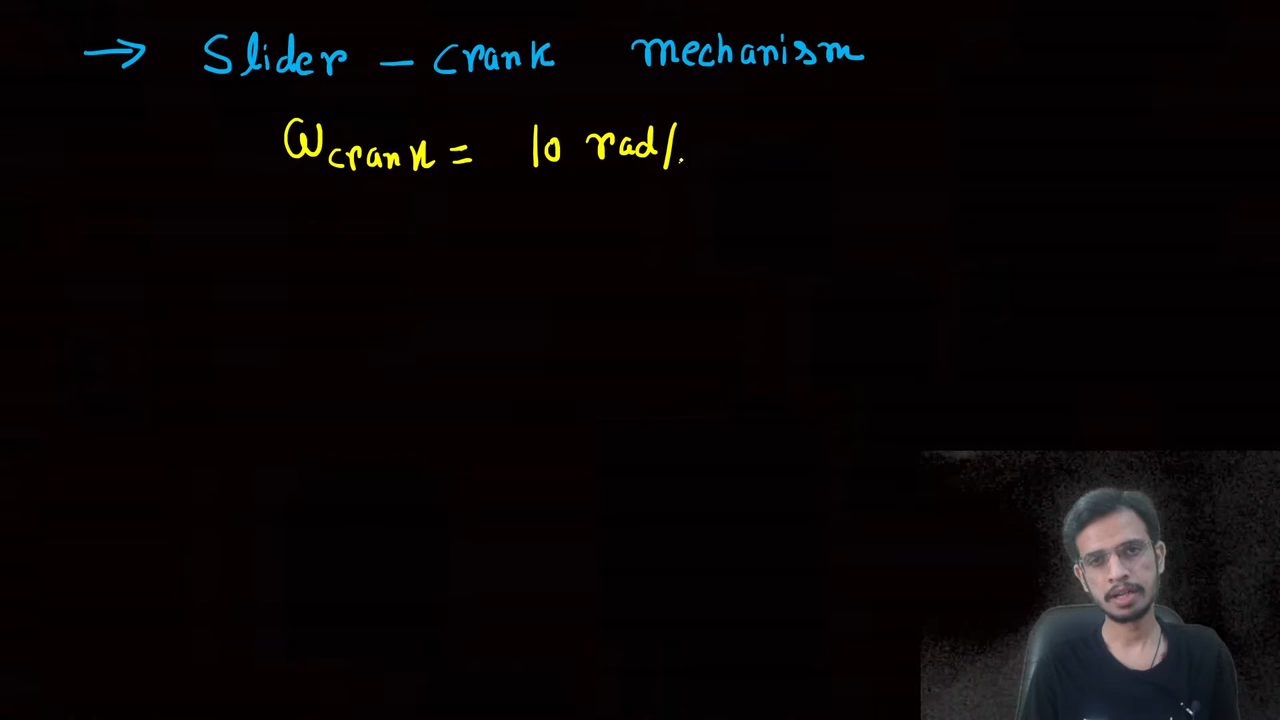 → Slider - crank mechanism
ωcrank = 10 rad/.